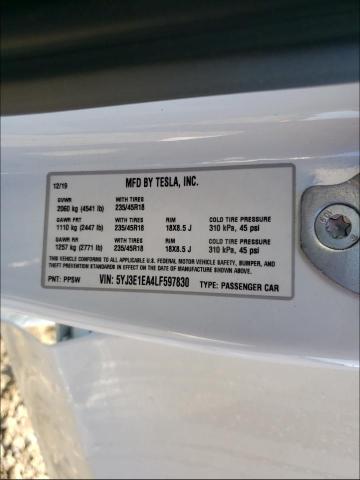 12/19 MFD BY TESLA, INC.
GVWR WITH TIRES
2060 kg (4541 lb) 235/45R18
GAWR FRT WITH TIRES RIM COLD TIRE PRESSURE
1110 kg (2447 lb) 235/45R18 18X8.5 J 310 kPa, 45 psi
GAWR RR WITH TIRES RIM COLD TIRE PRESSURE
1257 kg (2771 lb) 235/45R18 18X8.5 J 310 kPa, 45 psi
THIS VEHICLE CONFORMS TO ALL APPLICABLE U.S. FEDERAL MOTOR VEHICLE SAFETY, BUMPER, AND
THEFT PREVENTION STANDARDS IN EFFECT ON THE DATE OF MANUFACTURE SHOWN ABOVE.
PNT: PPSW VIN: 5YJ3E1EA4LF597830 TYPE: PASSENGER CAR